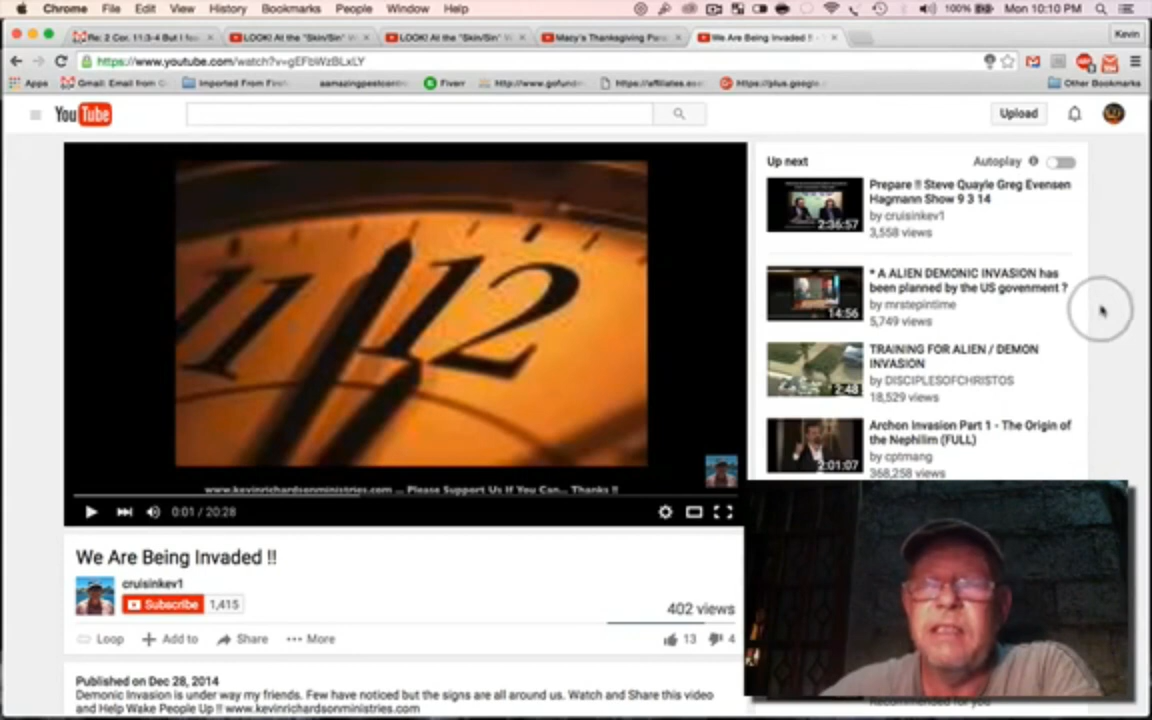 Chrome File Edit View History Bookmarks People Window Help 100% Mon 10:10 PM
Re: 2 Cor. 11:3-4 But I fea LOOK! At the "Skin/Sin" LOOK! At the "Skin/Sin" Macy's Thanksgiving Para We Are Being Invaded !! Kevin
https://www.youtube.com/watch?v=gEFbWzBLxLY
Apps Gmail: Email from G Imported From Firef Fiverr http://www.gofundm https://affiliates.esse https://plus.google.c Other Bookmarks
YouTube Upload
11 12
www.kevinrichardsonministries.com ... Please Support Us If You Can... Thanks !!
0:01 / 20:28
We Are Being Invaded !!
cruisinkev1
Subscribe 1,415
402 views
Loop Add to Share More 13 4
Published on Dec 28, 2014
Demonic Invasion is under way my friends. Few have noticed but the signs are all around us. Watch and Share this video
and Help Wake People Up !! www.kevinrichardsonministries.com
Up next Autoplay
Prepare !! Steve Quayle Greg Evensen
Hagmann Show 9 3 14
by cruisinkev1
2:36:57
3,558 views
* A ALIEN DEMONIC INVASION has
been planned by the US govenment ?
by mrstepintime
14:56
5,749 views
TRAINING FOR ALIEN / DEMON
INVASION
by DISCIPLESOFCHRISTOS
2:48
18,529 views
Archon Invasion Part 1 - The Origin of
the Nephilim (FULL)
by cptmang
2:01:07
368,258 views
Recommended for you